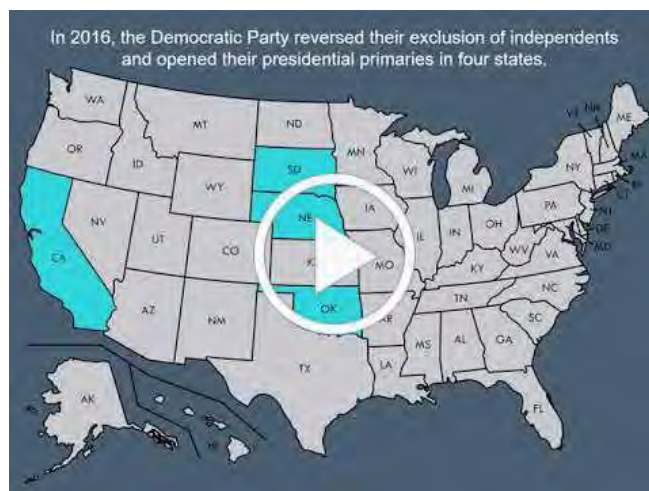 In 2016, the Democratic Party reversed their exclusion of independents
and opened their presidential primaries in four states.
WA
MT
ND
MN
VT NH
ME
OR
ID
SD
WI
MI
NY
MA
WY
RI
CT
NE
IA
PA
NJ
NV
IL
IN
OH
DE
MD
UT
CO
MO
WV
VA
CA
KY
NC
AZ
NM
OK
AR
TN
SC
MS
AL
GA
TX
LA
AK
FL
HI